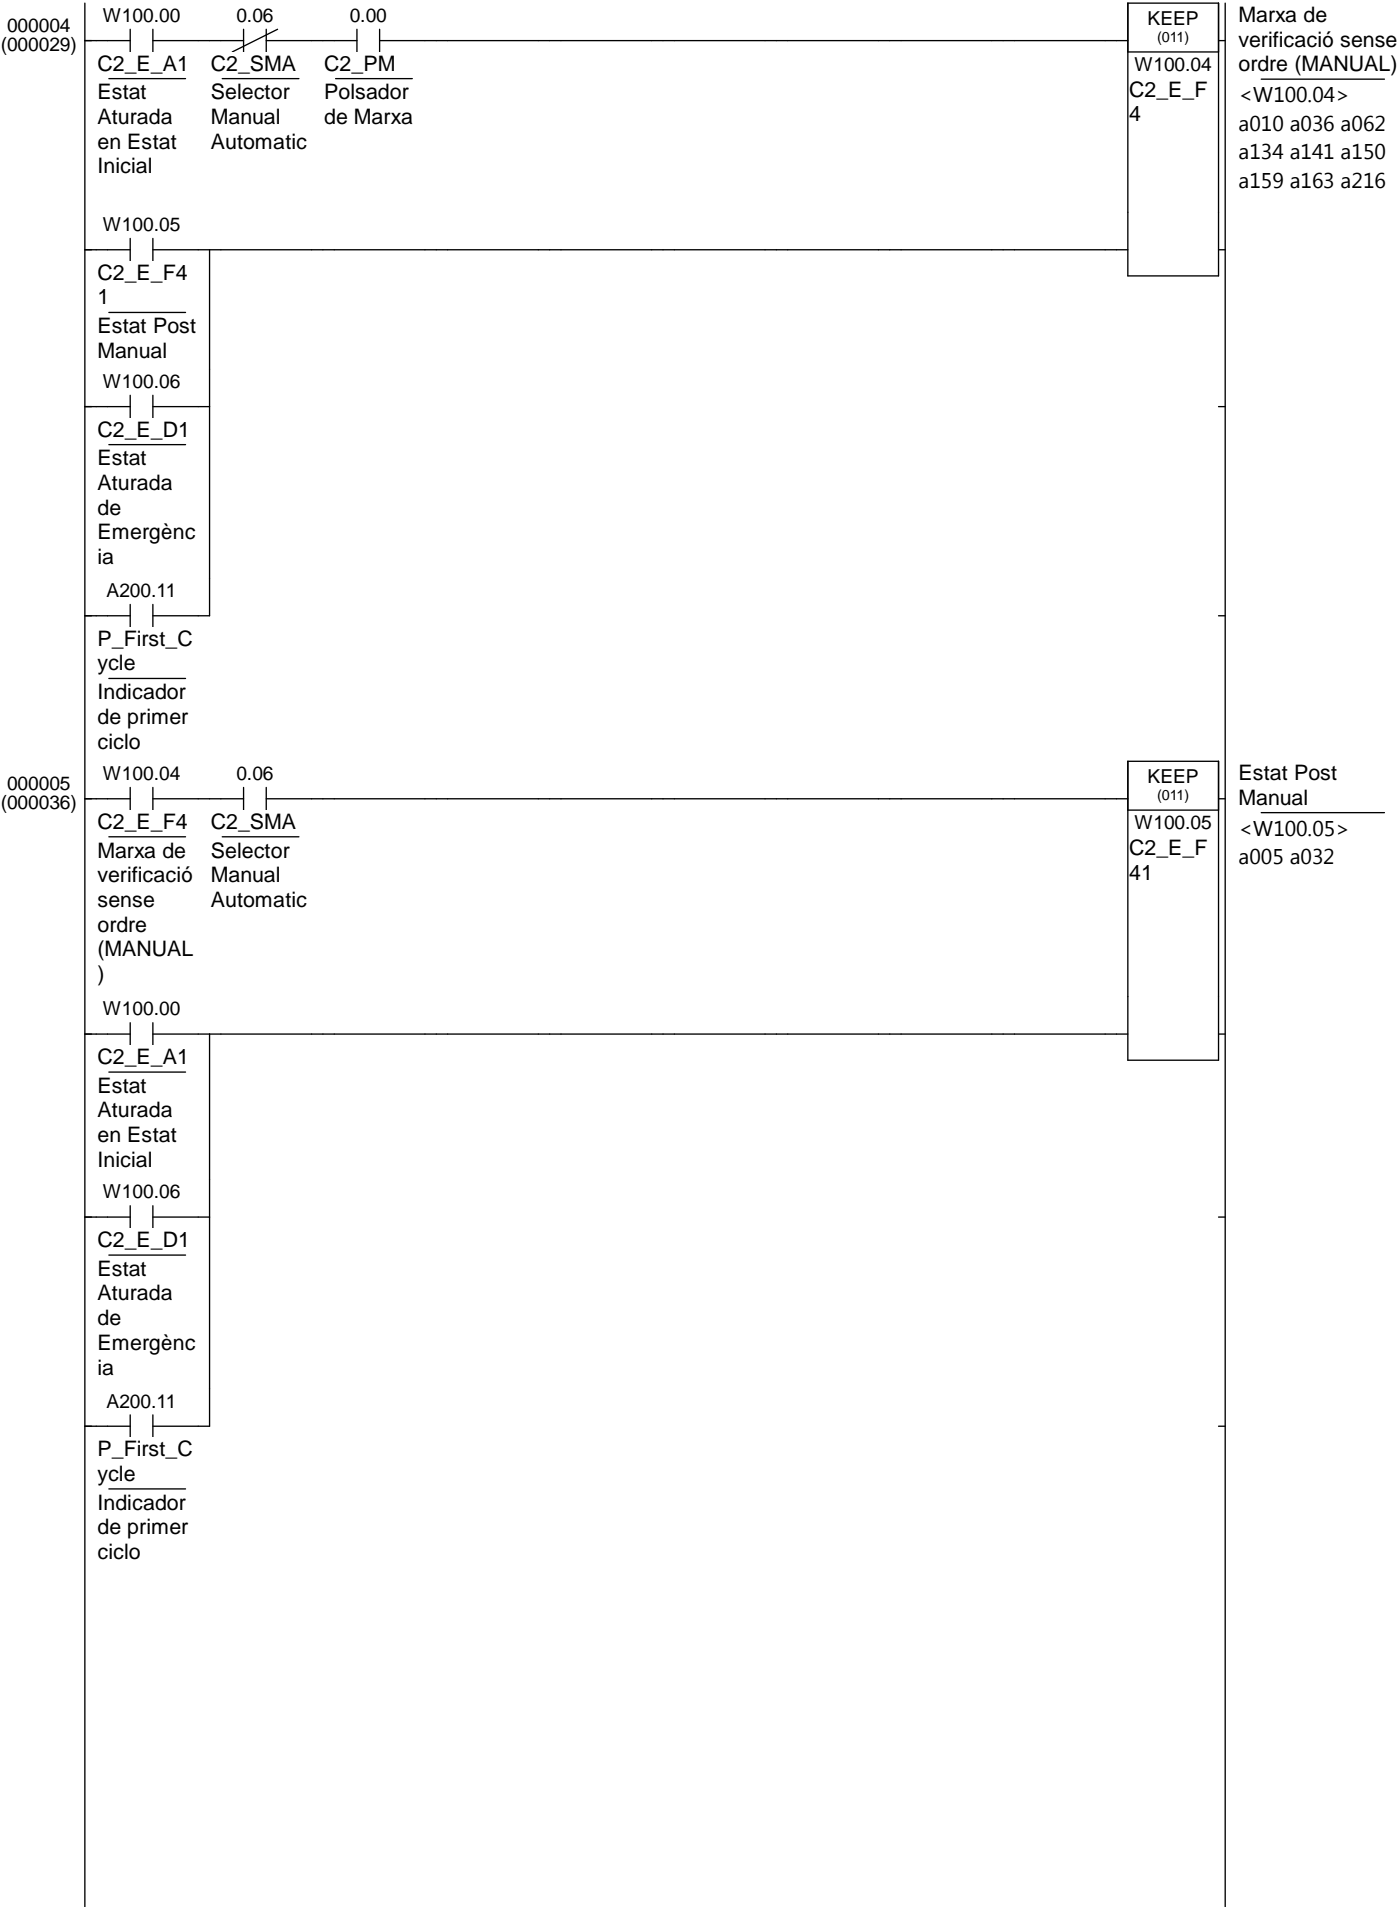 000004
(000029)
W100.00
0.06
0.00
C2_E_A1
C2_SMA
C2_PM
Estat
Aturada
en Estat
Inicial
Selector
Manual
Automatic
Polsador
de Marxa
KEEP
(011)
W100.04
C2_E_F
4
Marxa de
verificació sense
ordre (MANUAL)
<W100.04>
a010 a036 a062
a134 a141 a150
a159 a163 a216
W100.05
C2_E_F4
1
Estat Post
Manual
W100.06
C2_E_D1
Estat
Aturada
de
Emergènc
ia
A200.11
P_First_C
ycle
Indicador
de primer
ciclo
000005
(000036)
W100.04
0.06
C2_E_F4
C2_SMA
Marxa de
verificació
sense
ordre
(MANUAL
)
Selector
Manual
Automatic
KEEP
(011)
W100.05
C2_E_F
41
Estat Post
Manual
<W100.05>
a005 a032
W100.00
C2_E_A1
Estat
Aturada
en Estat
Inicial
W100.06
C2_E_D1
Estat
Aturada
de
Emergènc
ia
A200.11
P_First_C
ycle
Indicador
de primer
ciclo